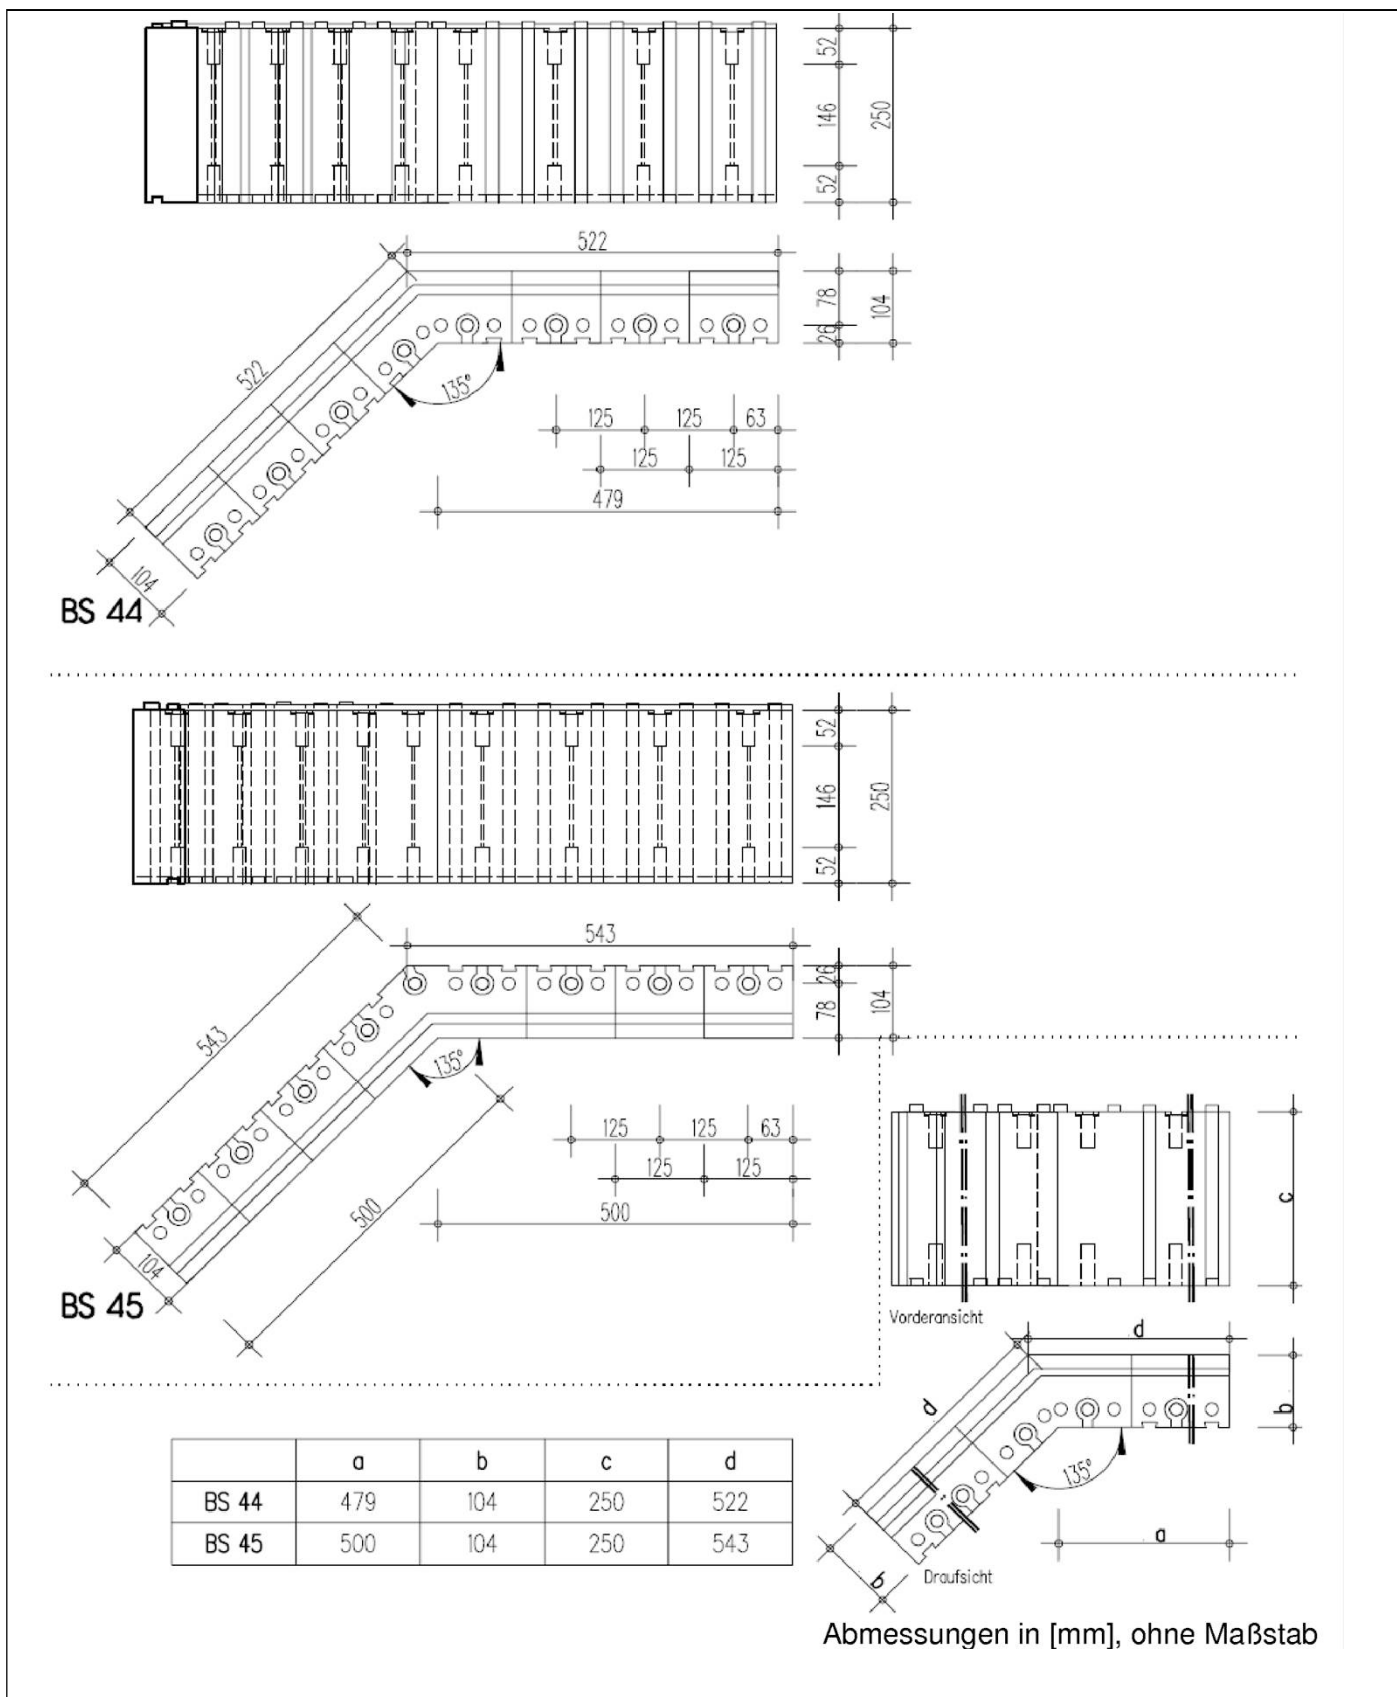 52
146
250
52
522
78
104
26
522
135°
125 125 63
125 125
479
104
BS 44
52
146
250
52
543
26
78
104
543
135°
125 125 63
125 125
500
500
104
BS 45
c
Vorderansicht
d
d
b
135°
a
b
Draufsicht
a b c d
BS 44 479 104 250 522
BS 45 500 104 250 543
Abmessungen in [mm], ohne Maßstab